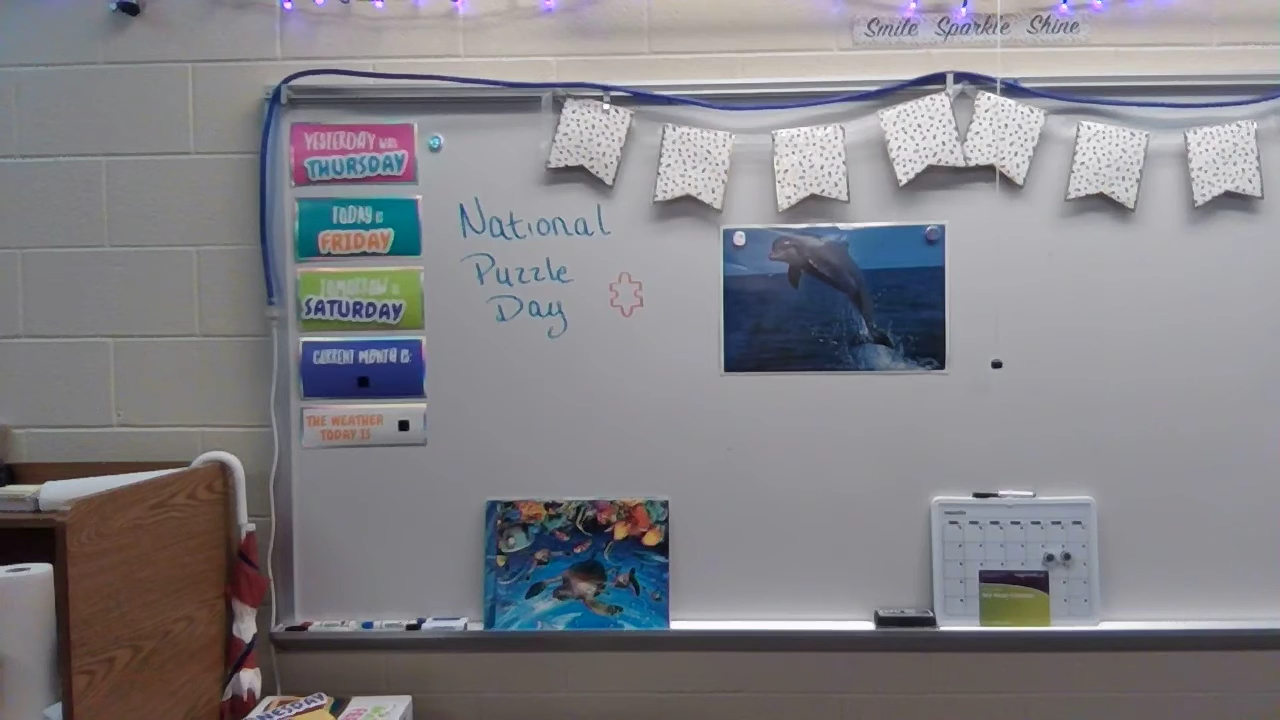 Smile Sparkle Shine
YESTERDAY WAS
THURSDAY
TODAY IS
FRIDAY
TOMORROW IS
SATURDAY
CURRENT MONTH IS:
THE WEATHER
TODAY IS
National
Puzzle
Day
NESDAY